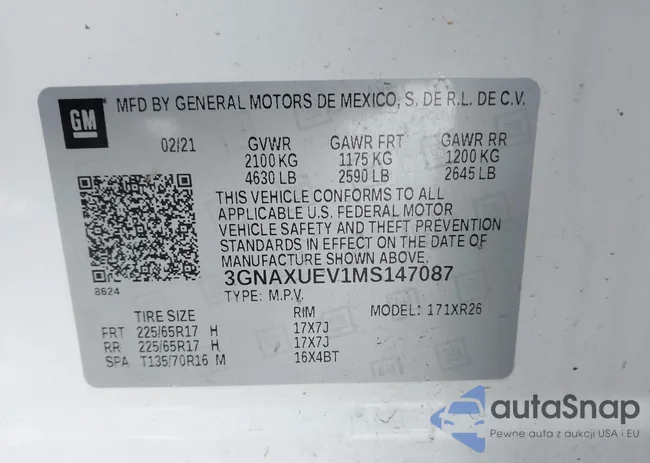 GM
MFD BY GENERAL MOTORS DE MEXICO, S. DE R.L. DE C.V.
02/21 GVWR GAWR FRT GAWR RR
2100 KG 1175 KG 1200 KG
4630 LB 2590 LB 2645 LB
THIS VEHICLE CONFORMS TO ALL
APPLICABLE U.S. FEDERAL MOTOR
VEHICLE SAFETY AND THEFT PREVENTION
STANDARDS IN EFFECT ON THE DATE OF
MANUFACTURE SHOWN ABOVE.
3GNAXUEV1MS147087
8624
TYPE: M.P.V.
TIRE SIZE RIM MODEL: 171XR26
FRT 225/65R17 H 17X7J
RR 225/65R17 H 17X7J
SPA T135/70R16 M 16X4BT
autaSnap
Pewne auta z aukcji USA i EU